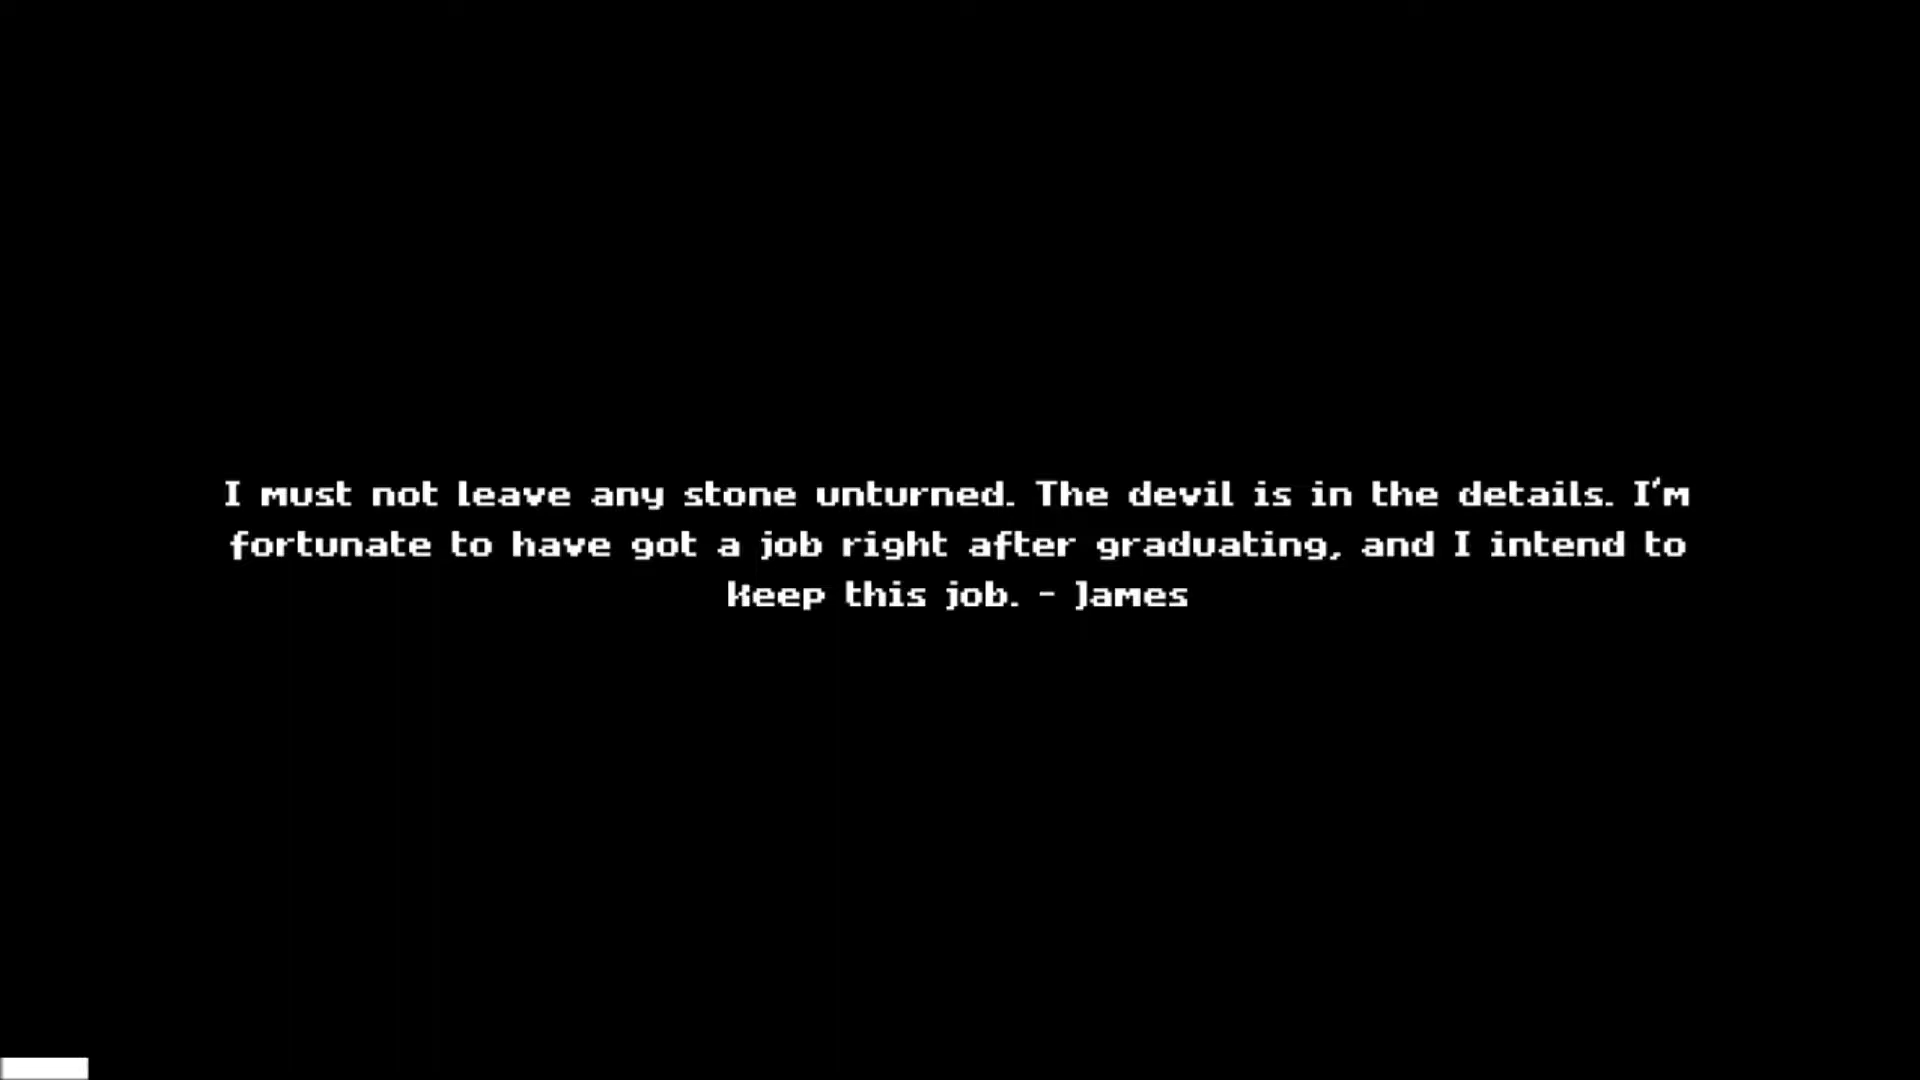 I must not leave any stone unturned. The devil is in the details. I'm
fortunate to have got a job right after graduating, and I intend to
keep this job. - James